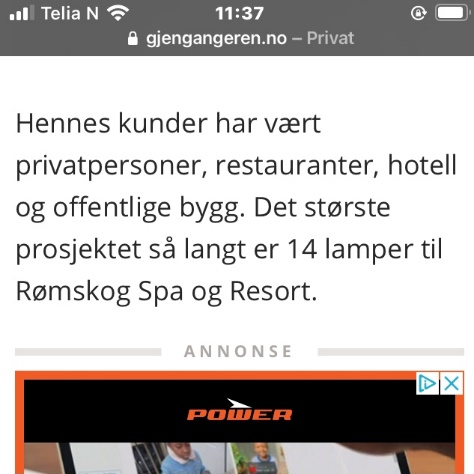 Telia N 11:37
gjengangeren.no – Privat
Hennes kunder har vært
privatpersoner, restauranter, hotell
og offentlige bygg. Det største
prosjektet så langt er 14 lamper til
Rømskog Spa og Resort.
ANNONSE
POWER